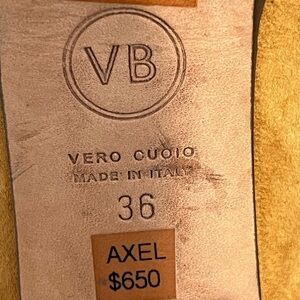 VB
VERO CUOIO
MADE IN ITALY
36
AXEL
$650